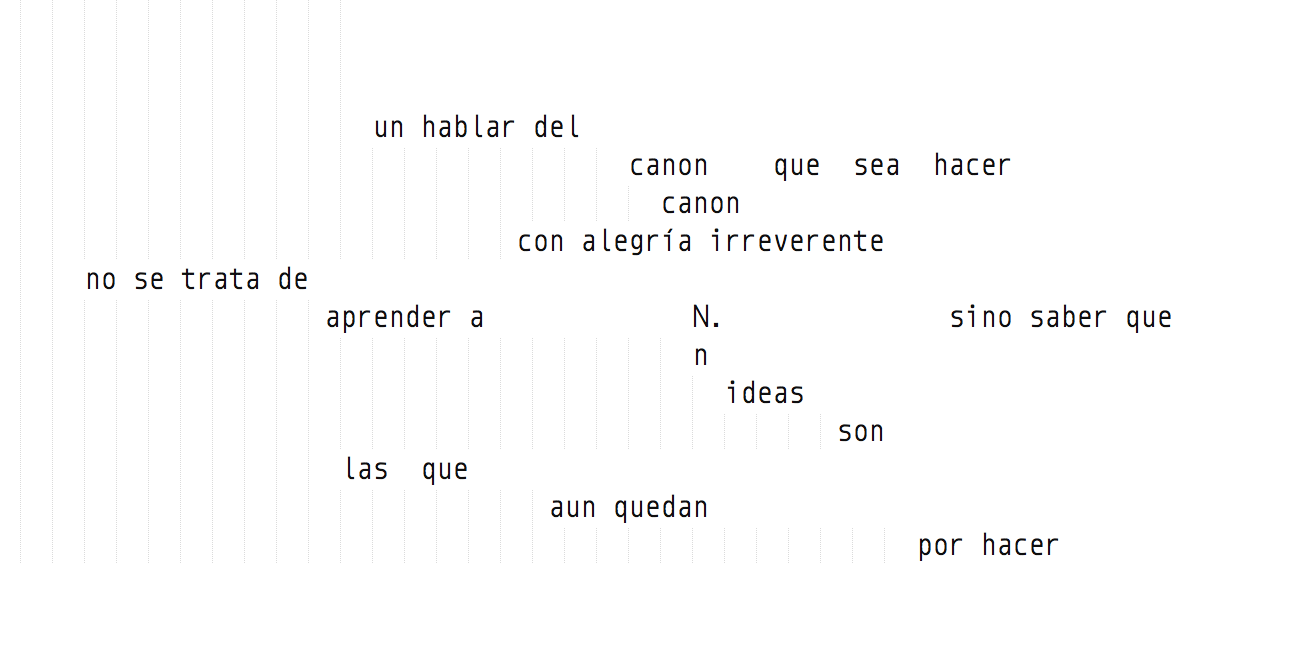 un hablar del
canon que sea hacer
canon
con alegría irreverente
no se trata de
aprender a N. sino saber que
n
ideas
son
las que
aun quedan
por hacer